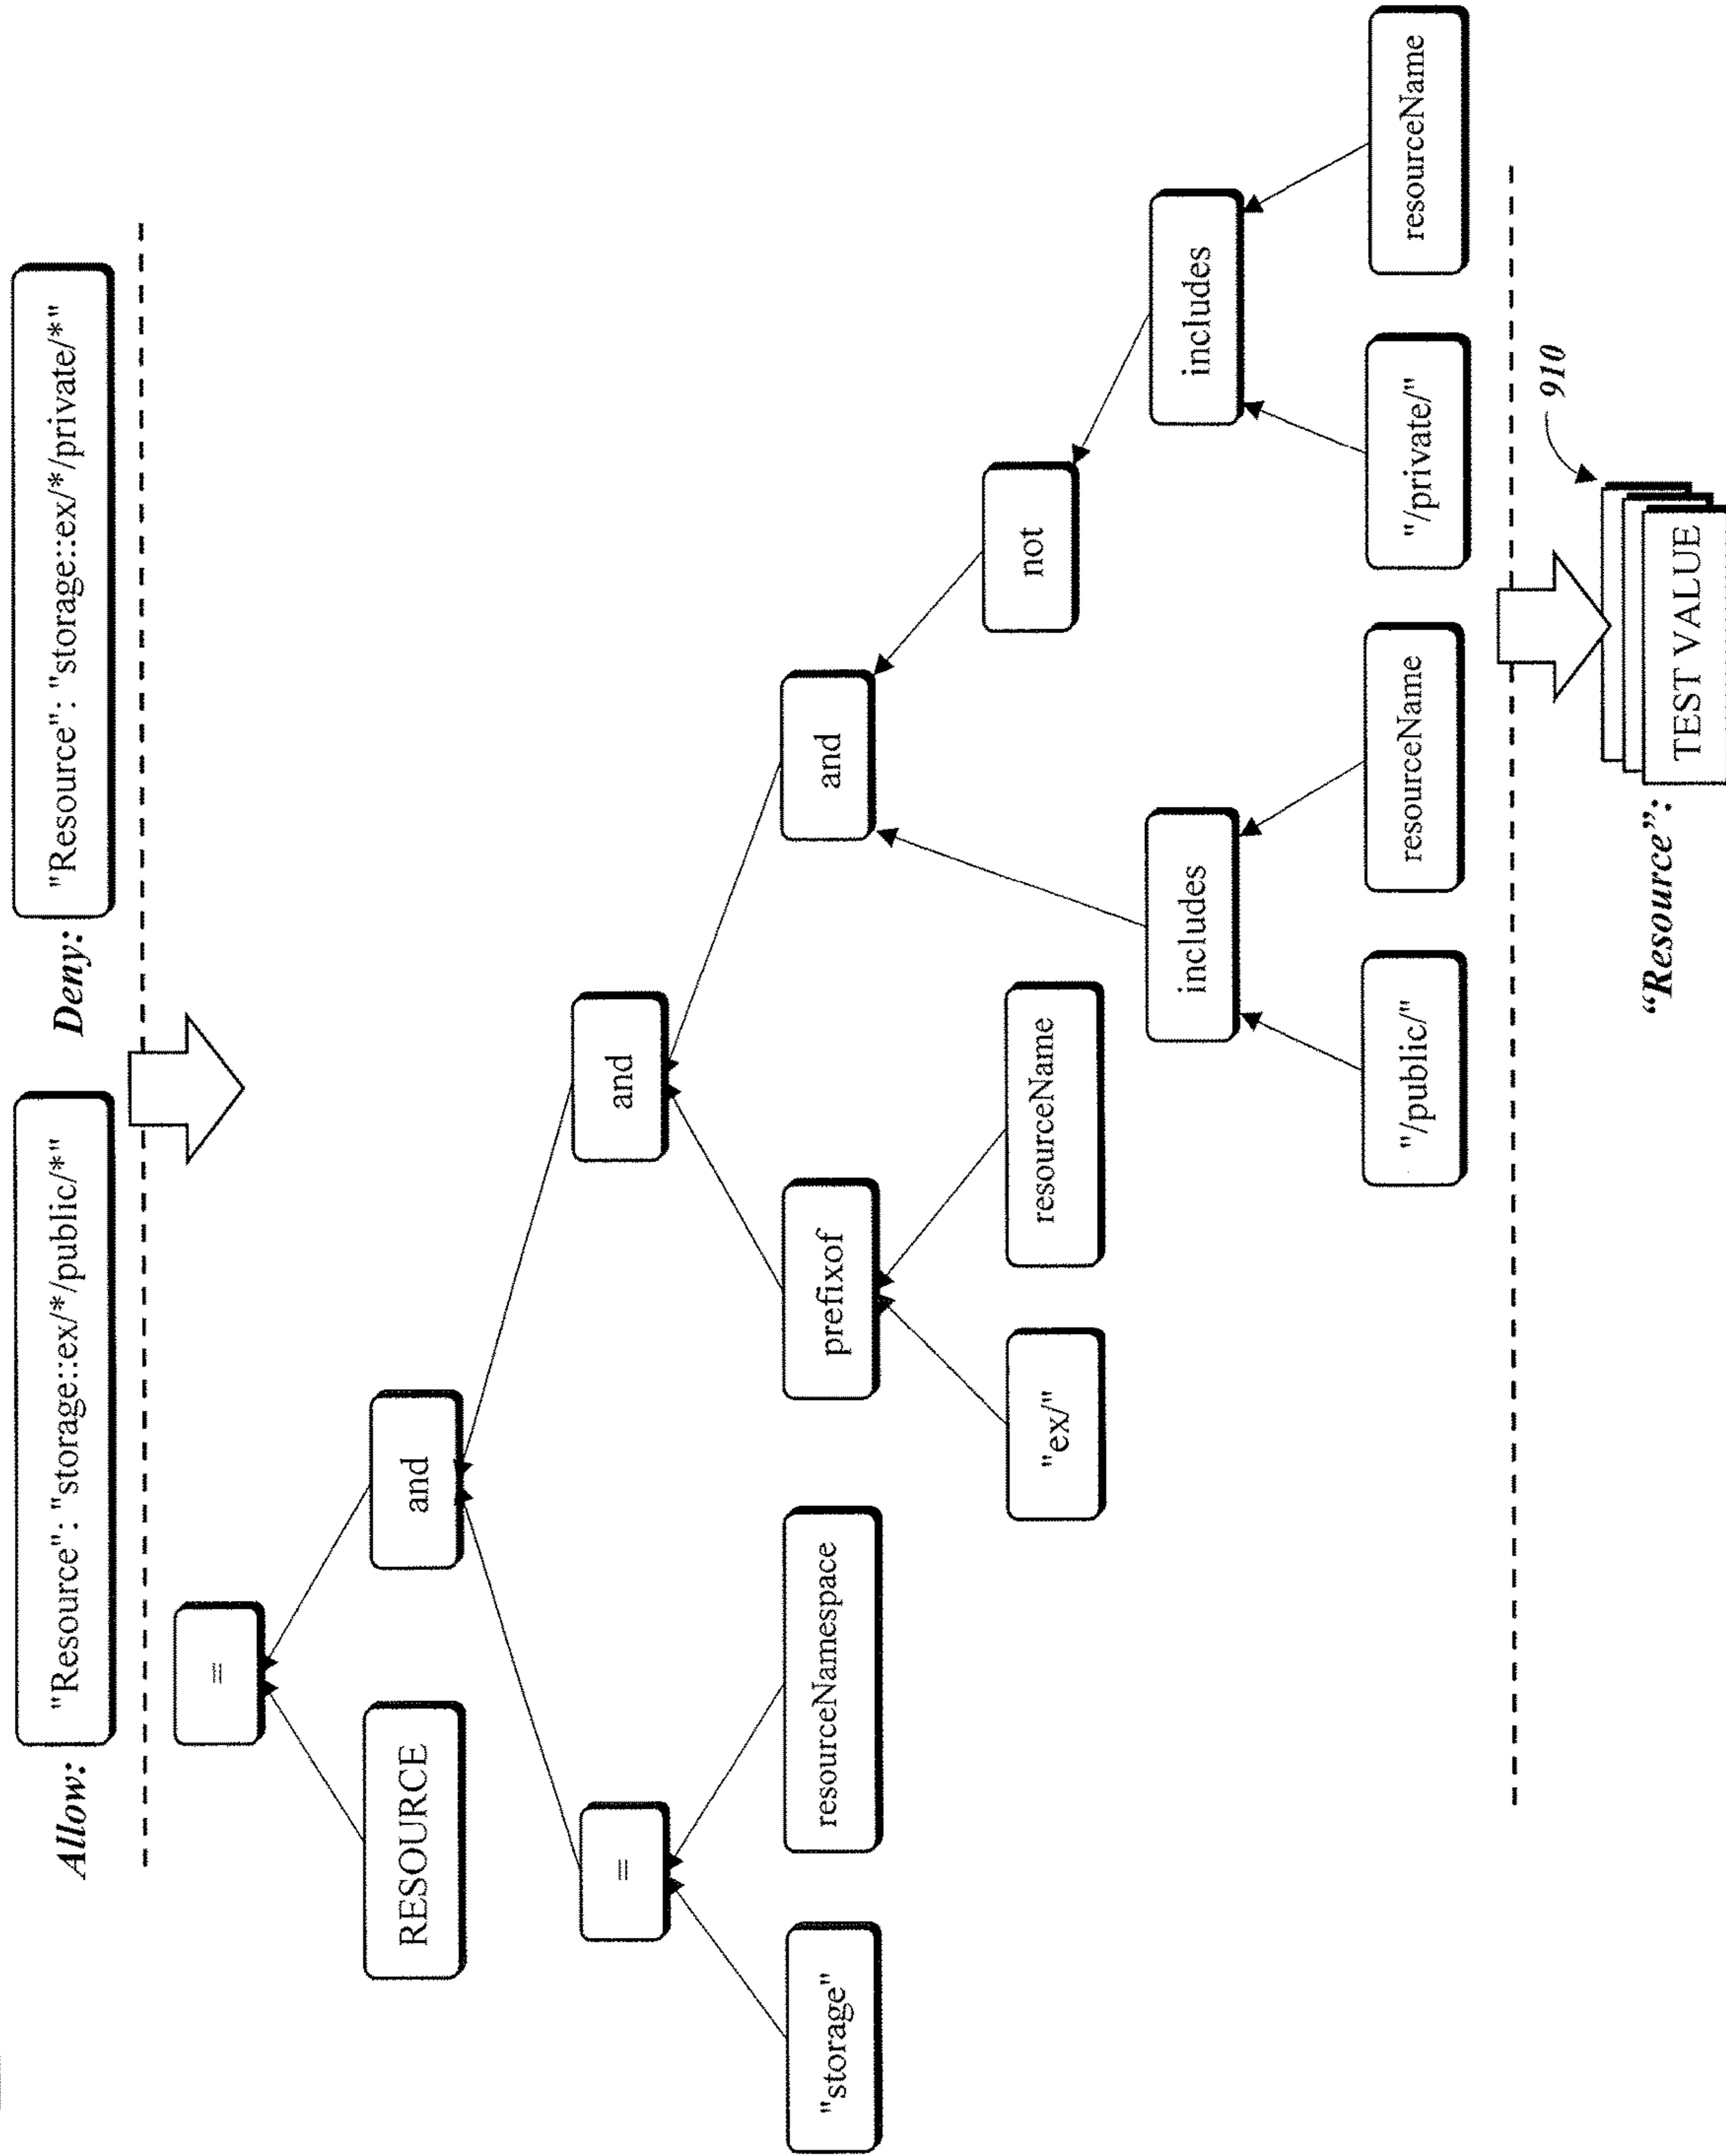 Allow: "Resource": "storage::ex/*/public/*" Deny: "Resource": "storage::ex/*/private/*"
=
RESOURCE and
= and
"storage" resourceNamespace prefixof and
"ex/" resourceName not
includes includes
"/public/" resourceName "/private/" resourceName
910
“Resource”: TEST VALUE